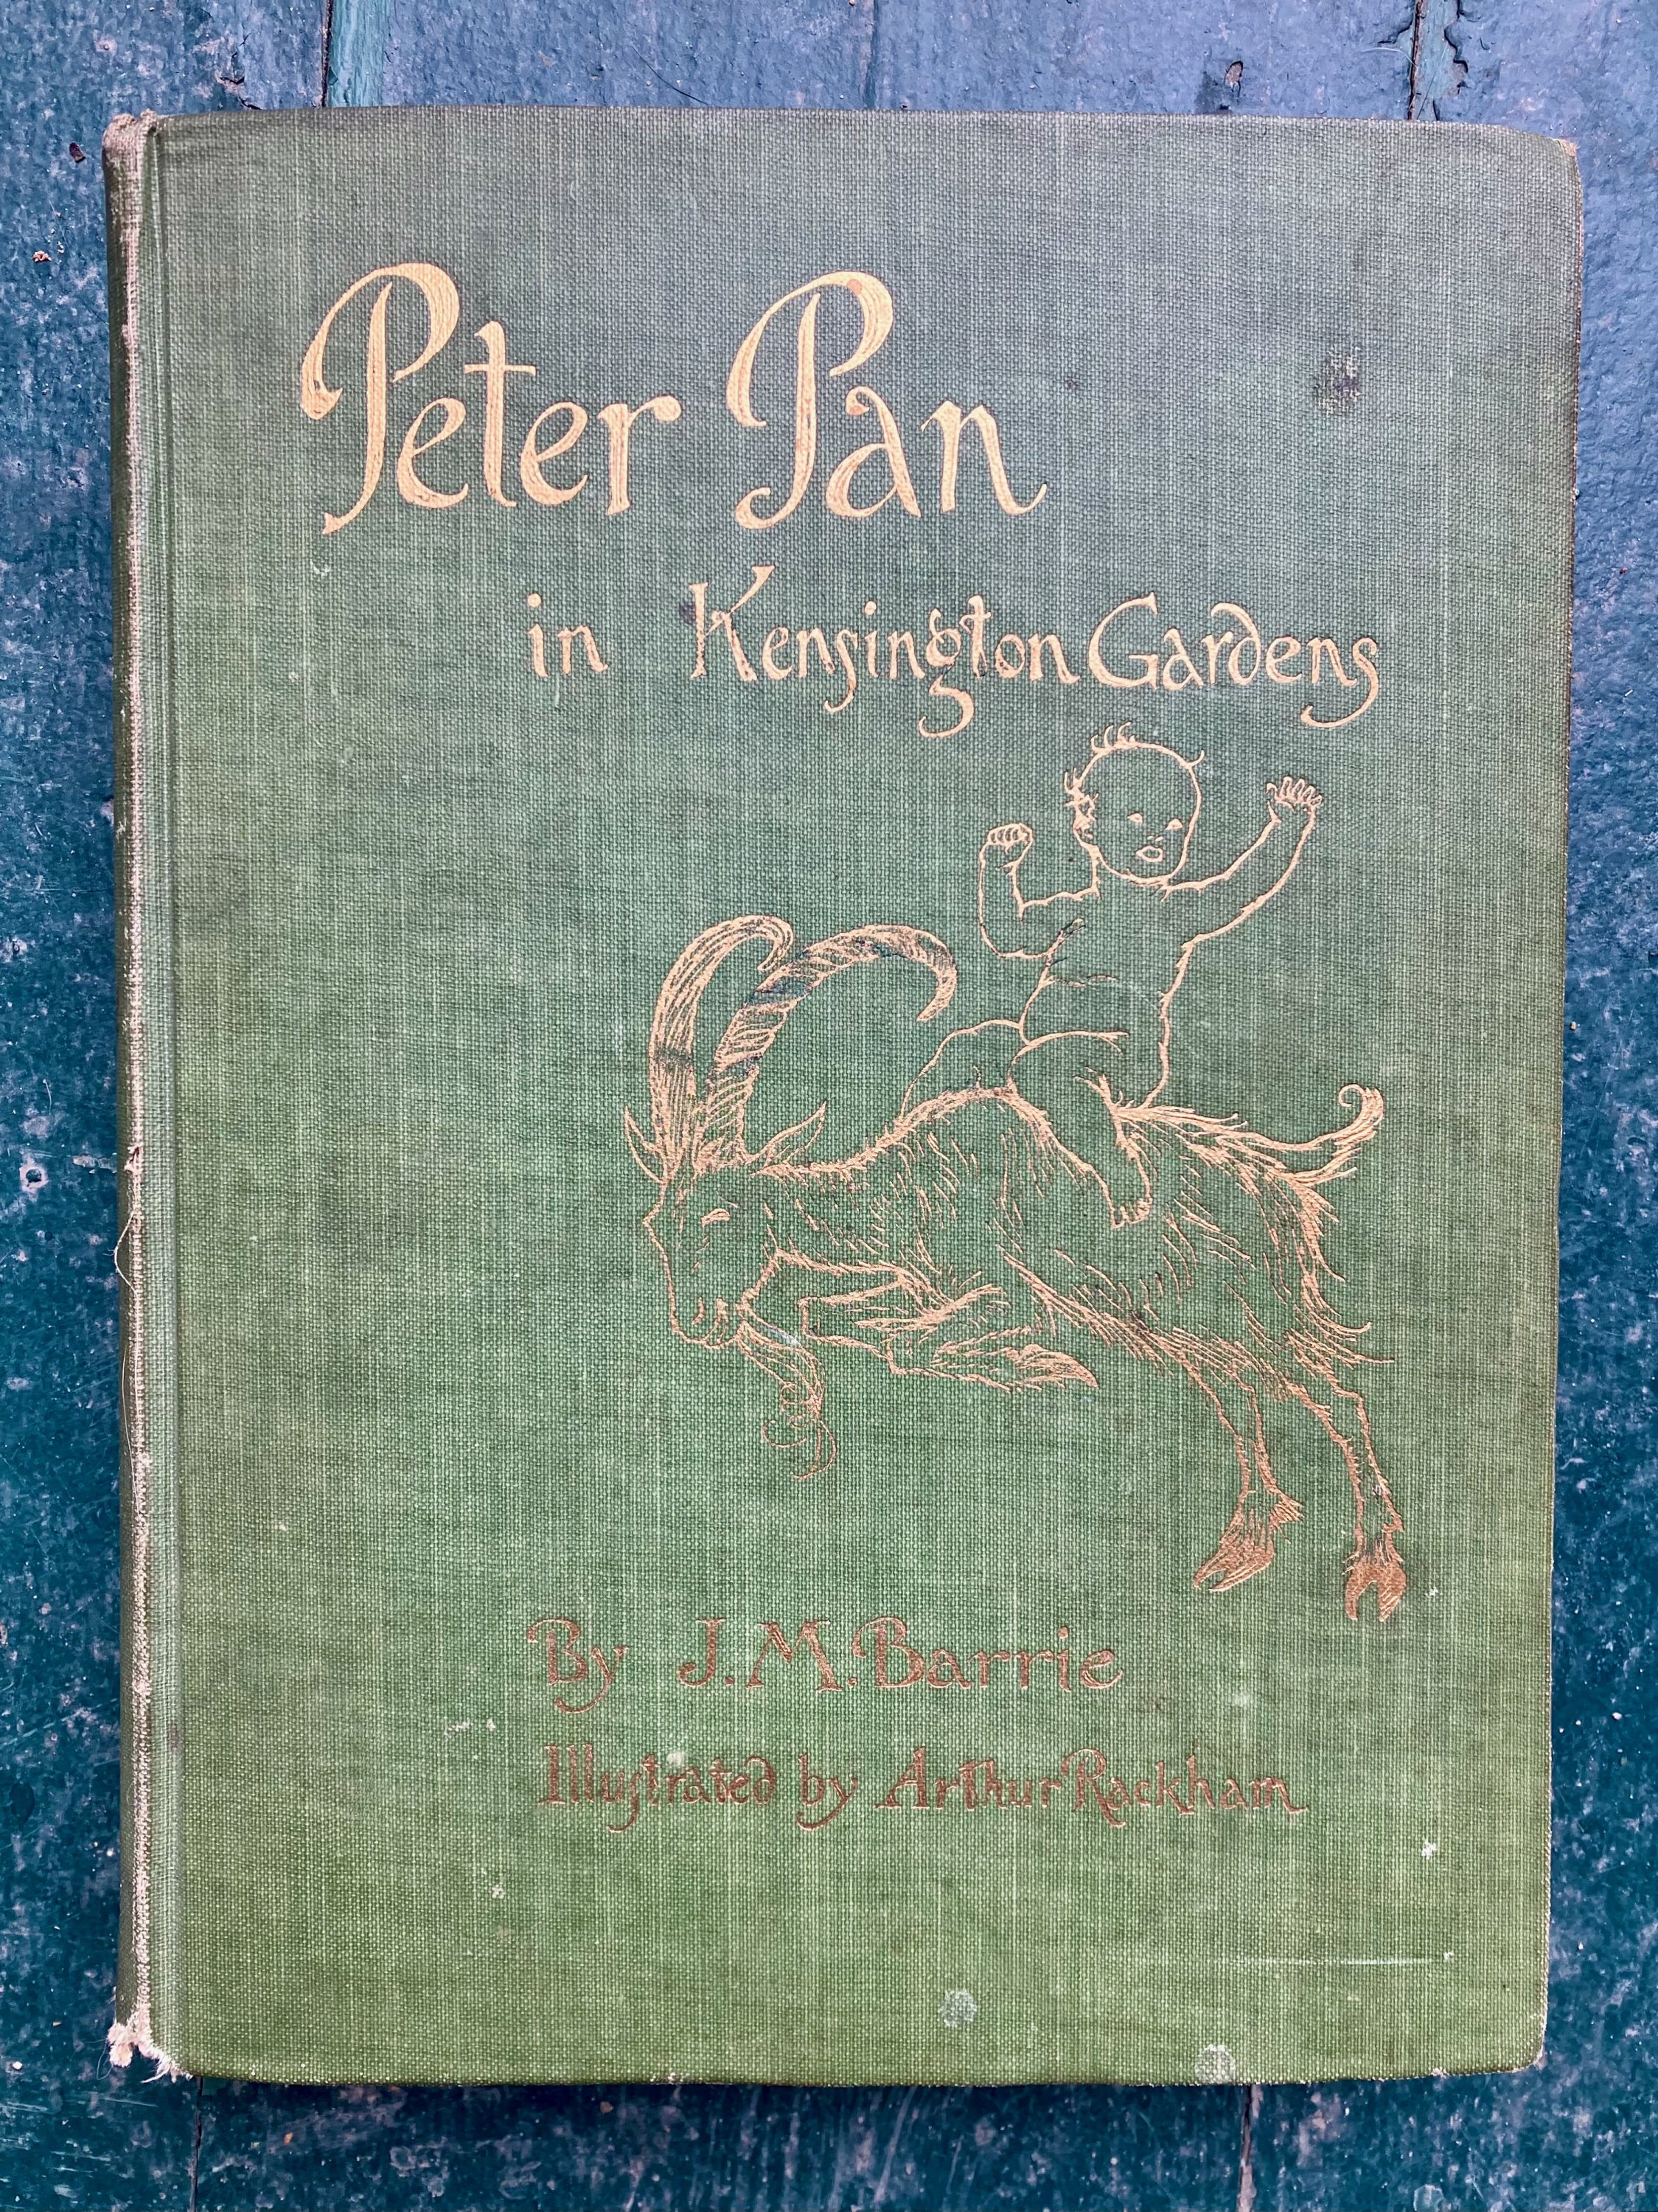 Peter Pan
in Kensington Gardens
By J.M. Barrie
Illustrated by Arthur Rackham